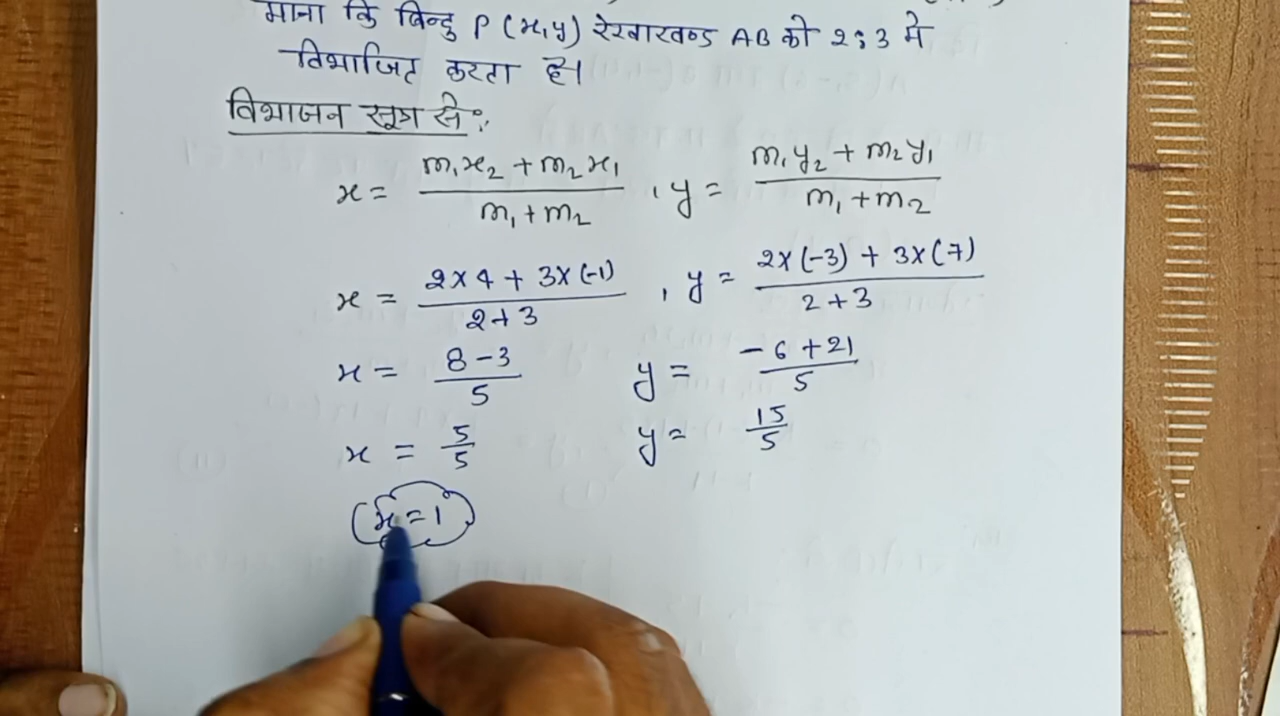 माना कि बिन्दु P (x,y) रेखाखण्ड AB को 2:3 मे
विभाजित करता है।
विभाजन सूत्र से :
x = (m₁x₂ + m₂x₁)/(m₁+m₂) , y = (m₁y₂ + m₂y₁)/(m₁+m₂)
x = (2×4 + 3×(-1))/(2+3) , y = (2×(-3) + 3×(7))/(2+3)
x = (8-3)/5 y = (-6+21)/5
x = 5/5 y = 15/5
x = 1